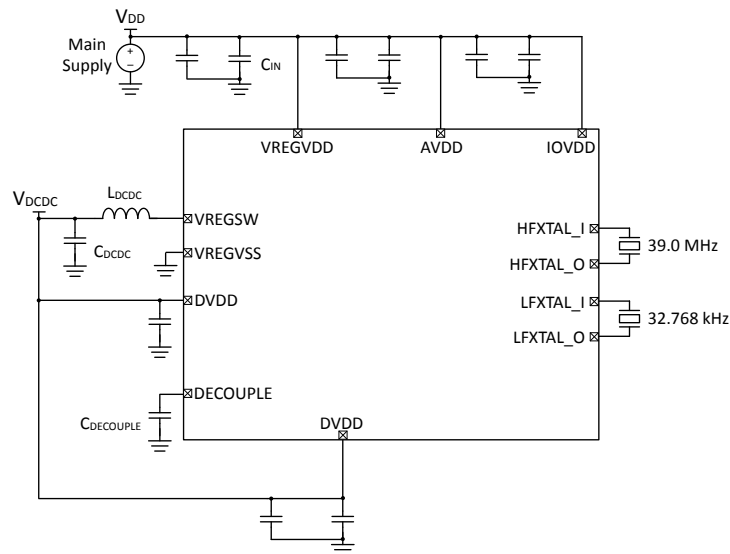 VDD
Main
Supply
+
−
CIN
VREGVDD
AVDD
IOVDD
VDCDC
LDCDC
VREGSW
HFXTAL_I
CDCDC
VREGVSS
39.0 MHz
HFXTAL_O
DVDD
LFXTAL_I
32.768 kHz
LFXTAL_O
DECOUPLE
CDECOUPLE
DVDD